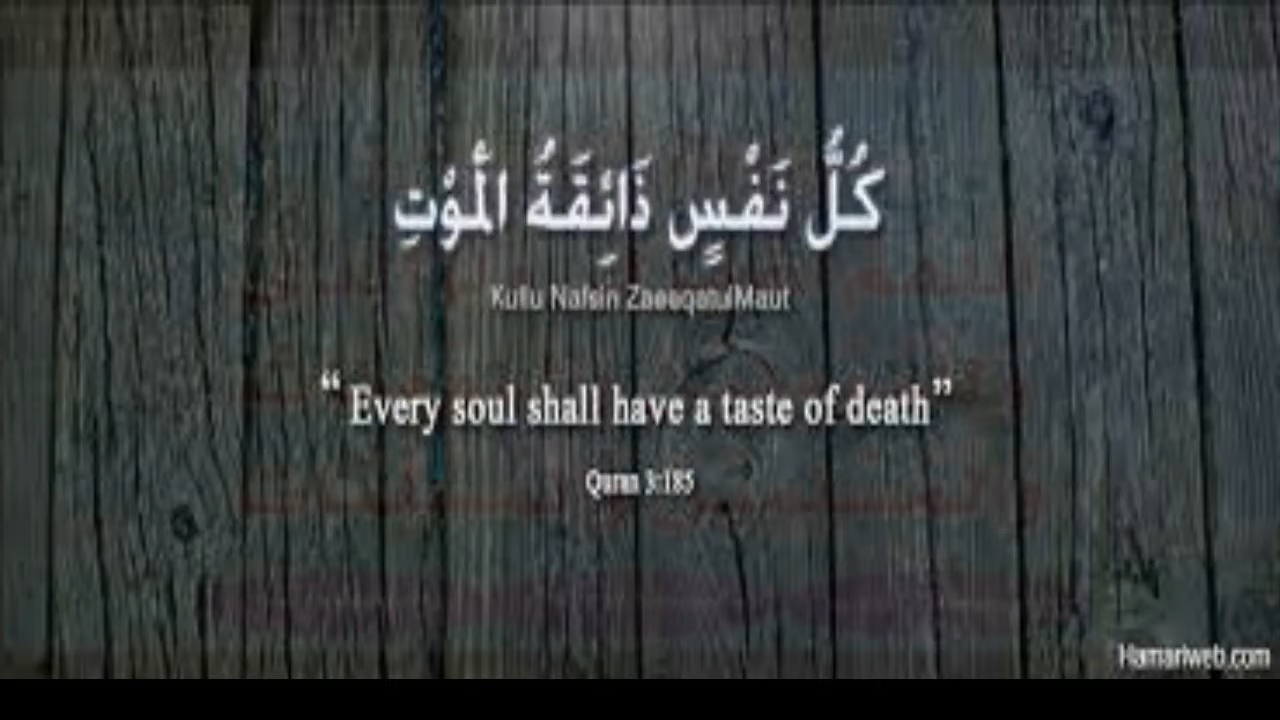 كُلُّ نَفْسٍ ذَائِقَةُ الْمَوْتِ
Kullu Nafsin ZaeeqatulMaut
“Every soul shall have a taste of death”
Quran 3:185
Hamariweb.com